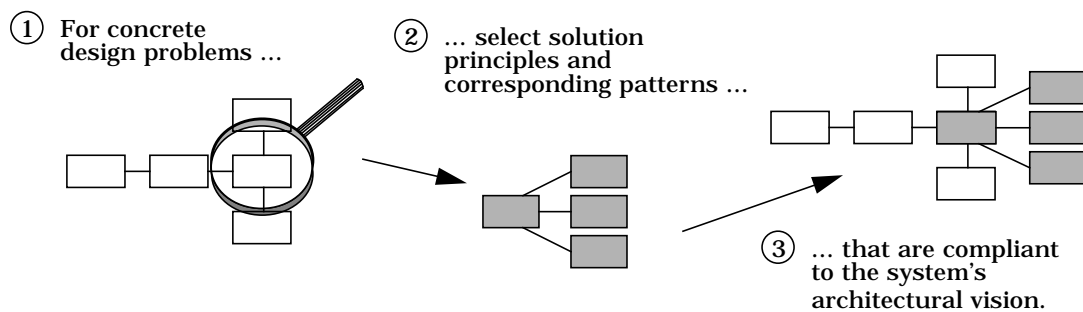 1 For concrete
design problems ...
2 ... select solution
principles and
corresponding patterns ...
3 ... that are compliant
to the system's
architectural vision.